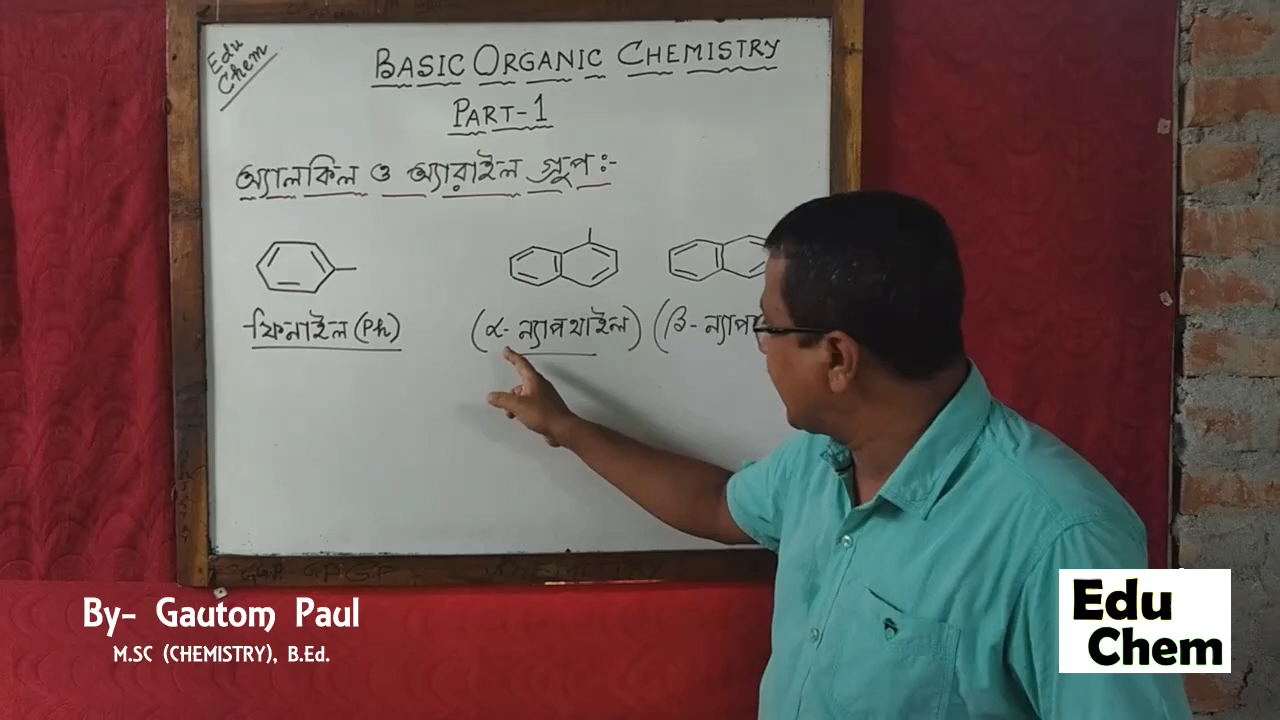 Edu
Chem
BASIC ORGANIC CHEMISTRY
PART-1
অ্যালকিল ও অ্যারাইল গ্রুপ:-
ফিনাইল (Ph)
(α- ন্যাপথাইল)
(β- ন্যাপ
By- Gautom Paul
M.SC (CHEMISTRY), B.Ed.
Edu
Chem